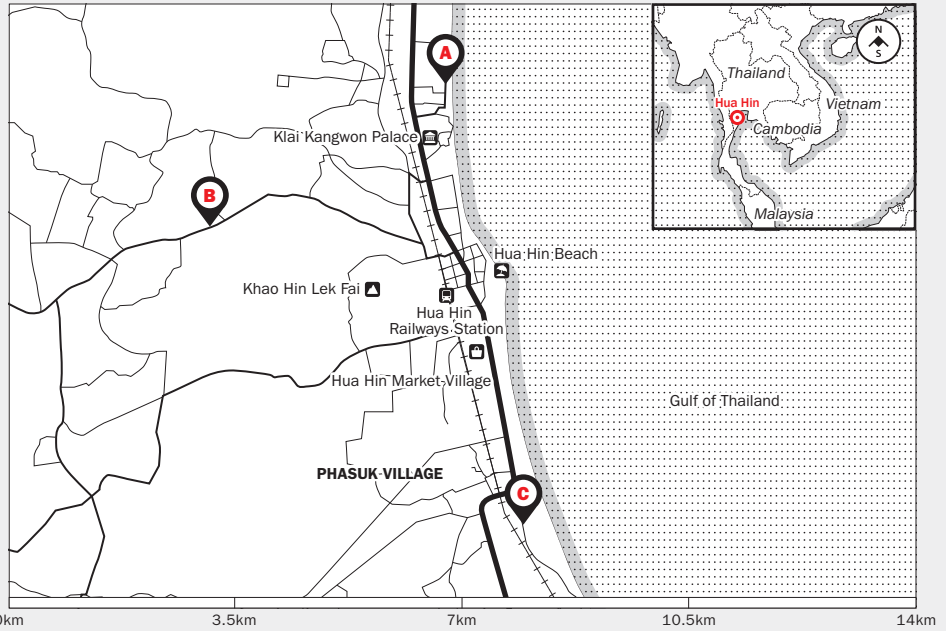 A
N
S
Thailand
Hua Hin
Vietnam
Cambodia
Klai Kangwon Palace
B
Malaysia
Hua Hin Beach
Khao Hin Lek Fai
Hua Hin
Railways Station
Hua Hin Market Village
Gulf of Thailand
PHASUK VILLAGE
C
0km
3.5km
7km
10.5km
14km